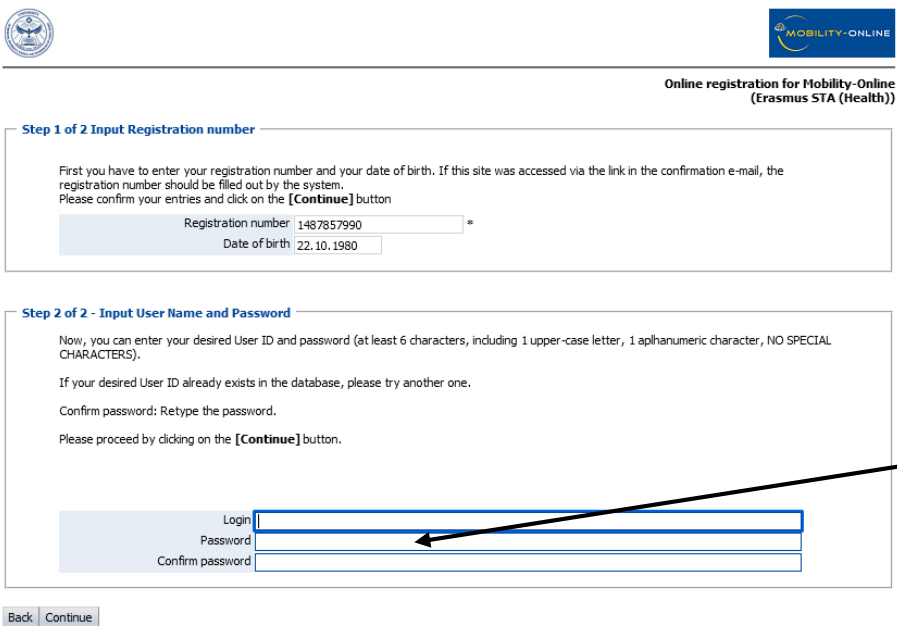 MOBILITY-ONLINE
Online registration for Mobility-Online
(Erasmus STA (Health))
Step 1 of 2 Input Registration number
First you have to enter your registration number and your date of birth. If this site was accessed via the link in the confirmation e-mail, the
registration number should be filled out by the system.
Please confirm your entries and click on the [Continue] button
Registration number 1487857990 *
Date of birth 22.10.1980
Step 2 of 2 - Input User Name and Password
Now, you can enter your desired User ID and password (at least 6 characters, including 1 upper-case letter, 1 aplhanumeric character, NO SPECIAL
CHARACTERS).
If your desired User ID already exists in the database, please try another one.
Confirm password: Retype the password.
Please proceed by clicking on the [Continue] button.
Login
Password
Confirm password
Back Continue